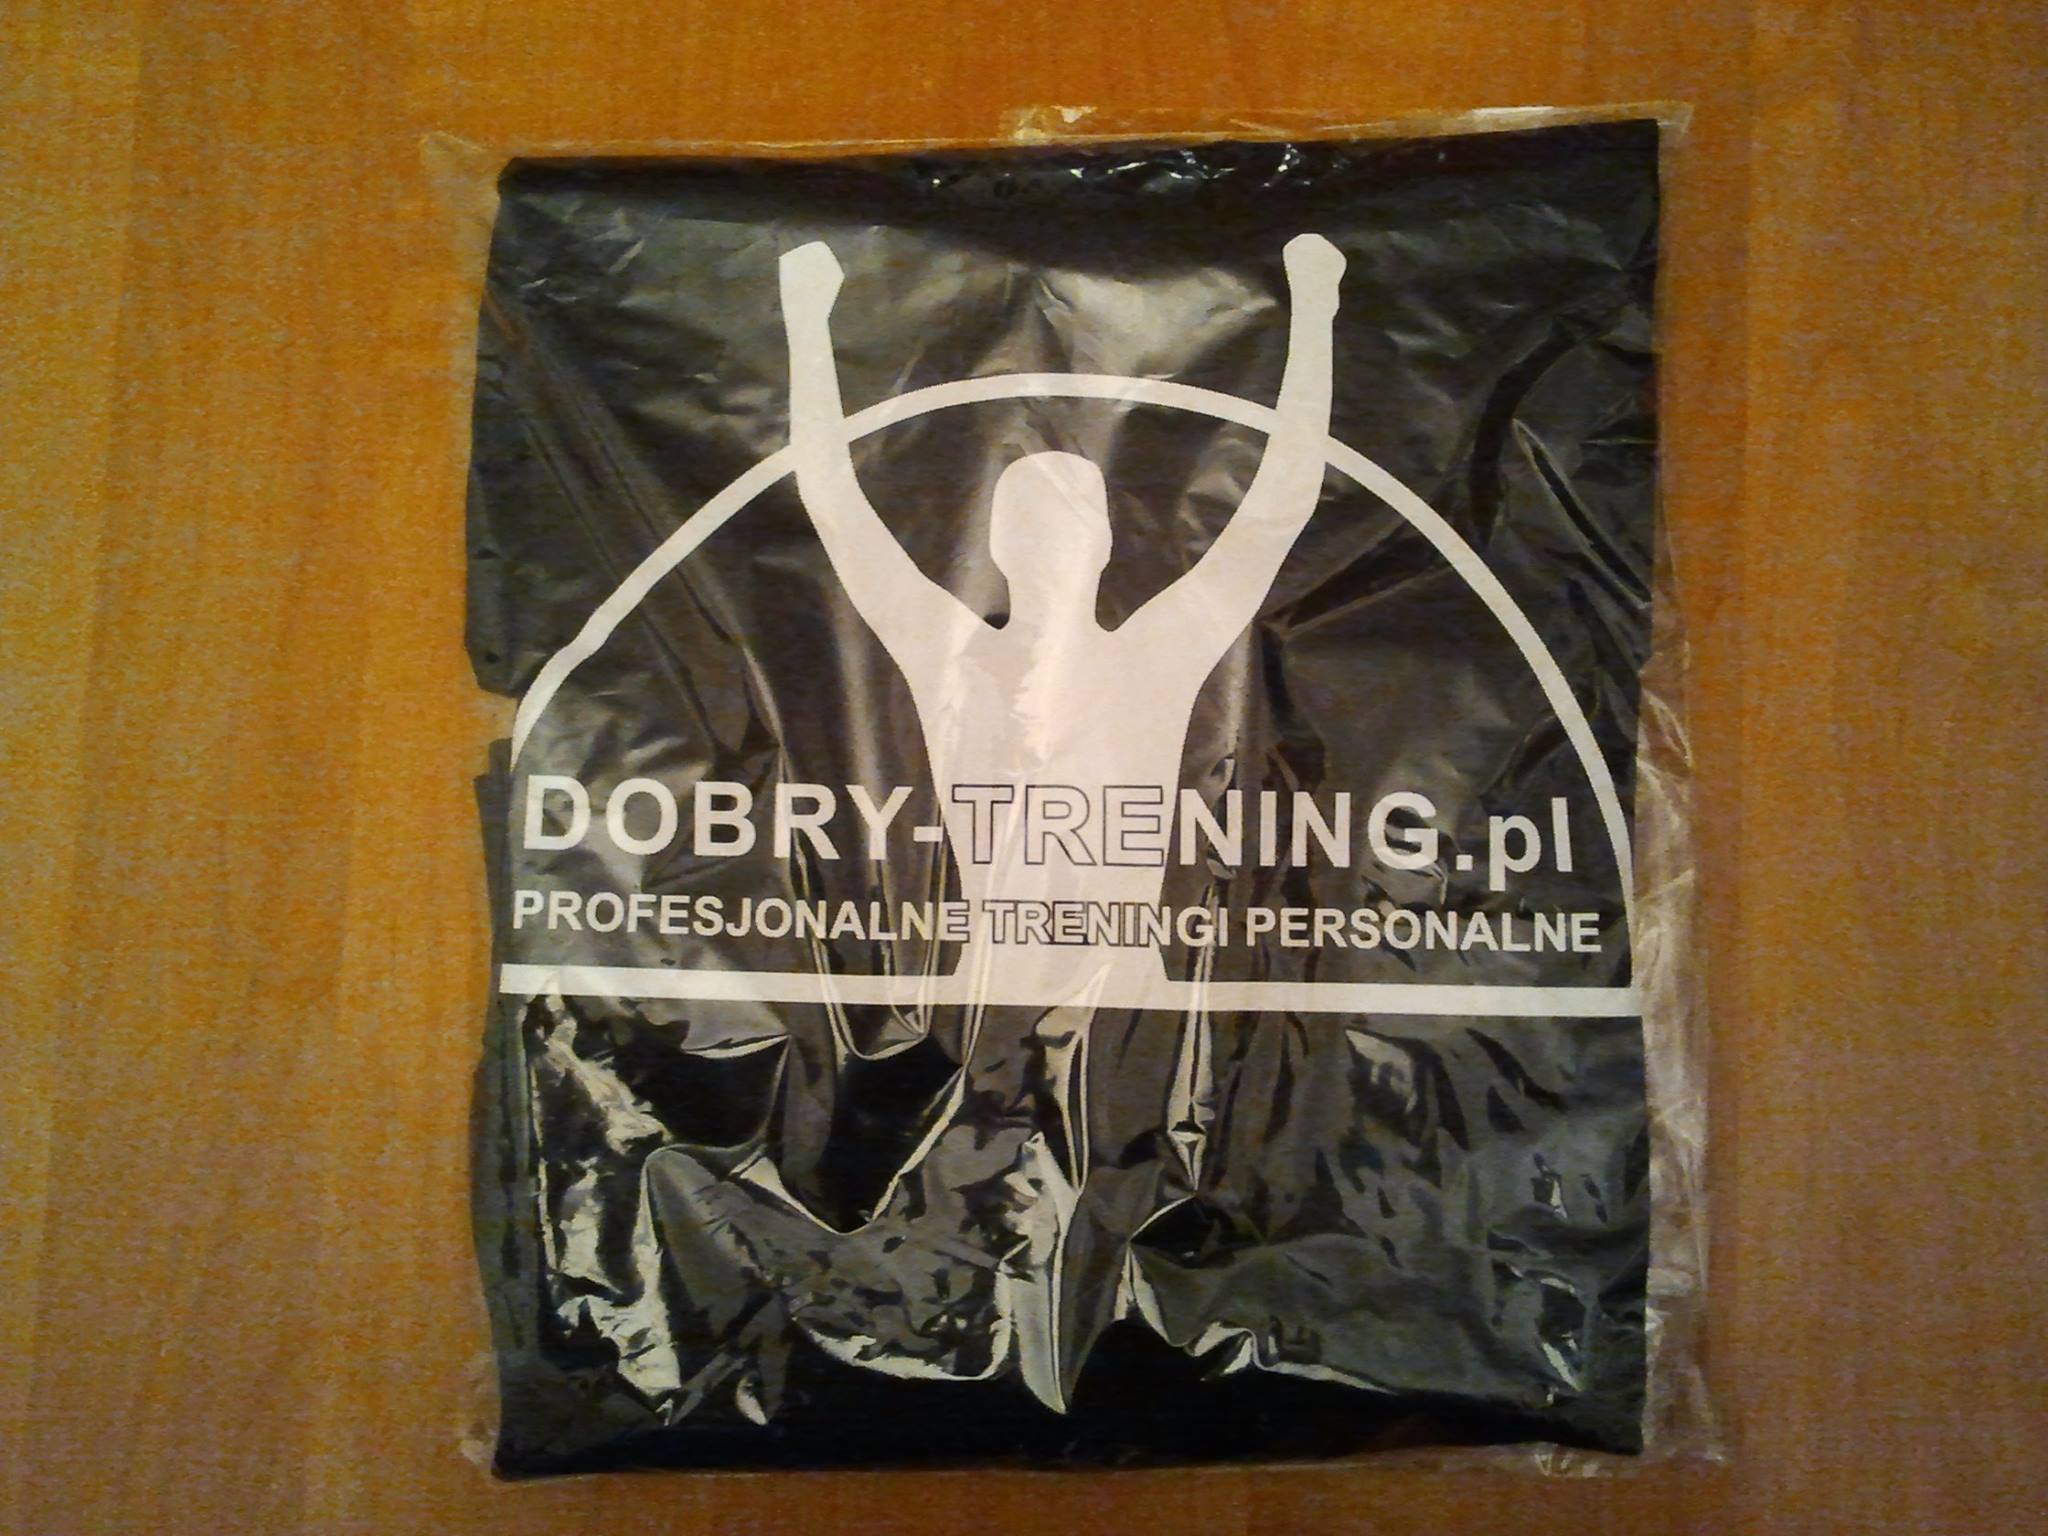 DOBRY-TRENING.pl
PROFESJONALNE TRENINGI PERSONALNE